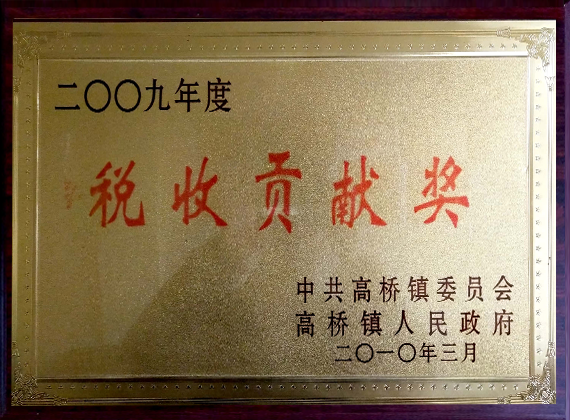 二〇〇九年度
税收贡献奖
中共高桥镇委员会
高桥镇人民政府
二〇一〇年三月